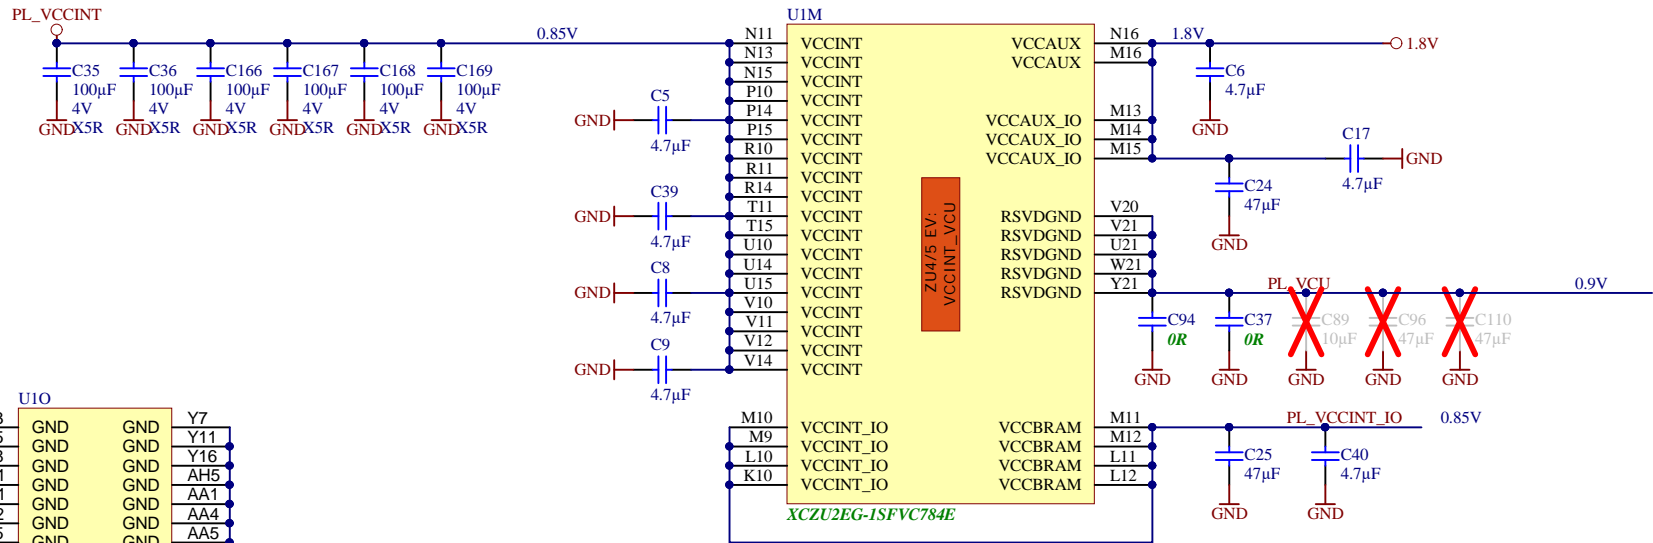 PL_VCCINT
0.85V
C35
100µF
4V
X5R
GND
C36
100µF
4V
X5R
GND
C166
100µF
4V
X5R
GND
C167
100µF
4V
X5R
GND
C168
100µF
4V
X5R
GND
C169
100µF
4V
X5R
GND
GND C5
4.7µF
GND C39
4.7µF
GND C8
4.7µF
GND C9
4.7µF
U1M
N11 VCCINT
N13 VCCINT
N15 VCCINT
P10 VCCINT
P14 VCCINT
P15 VCCINT
R10 VCCINT
R11 VCCINT
R14 VCCINT
T11 VCCINT
T15 VCCINT
U10 VCCINT
U14 VCCINT
U15 VCCINT
V10 VCCINT
V11 VCCINT
V12 VCCINT
V14 VCCINT
M10 VCCINT_IO
M9 VCCINT_IO
L10 VCCINT_IO
K10 VCCINT_IO
ZU4/5 EV:
VCCINT_VCU
VCCAUX N16
VCCAUX M16
VCCAUX_IO M13
VCCAUX_IO M14
VCCAUX_IO M15
RSVDGND V20
RSVDGND V21
RSVDGND U21
RSVDGND W21
RSVDGND Y21
VCCBRAM M11
VCCBRAM M12
VCCBRAM L11
VCCBRAM L12
XCZU2EG-1SFVC784E
1.8V
1.8V
C6
4.7µF
GND
C17
4.7µF
GND
C24
47µF
GND
PL_VCU
0.9V
C94
0R
GND
C37
0R
GND
C89
10µF
GND
C96
47µF
GND
C110
47µF
GND
PL_VCCINT_IO
0.85V
C25
47µF
GND
C40
4.7µF
GND
U1O
GND GND Y7
GND GND Y11
GND GND Y16
GND GND AH5
GND GND AA1
GND GND AA4
GND GND AA5